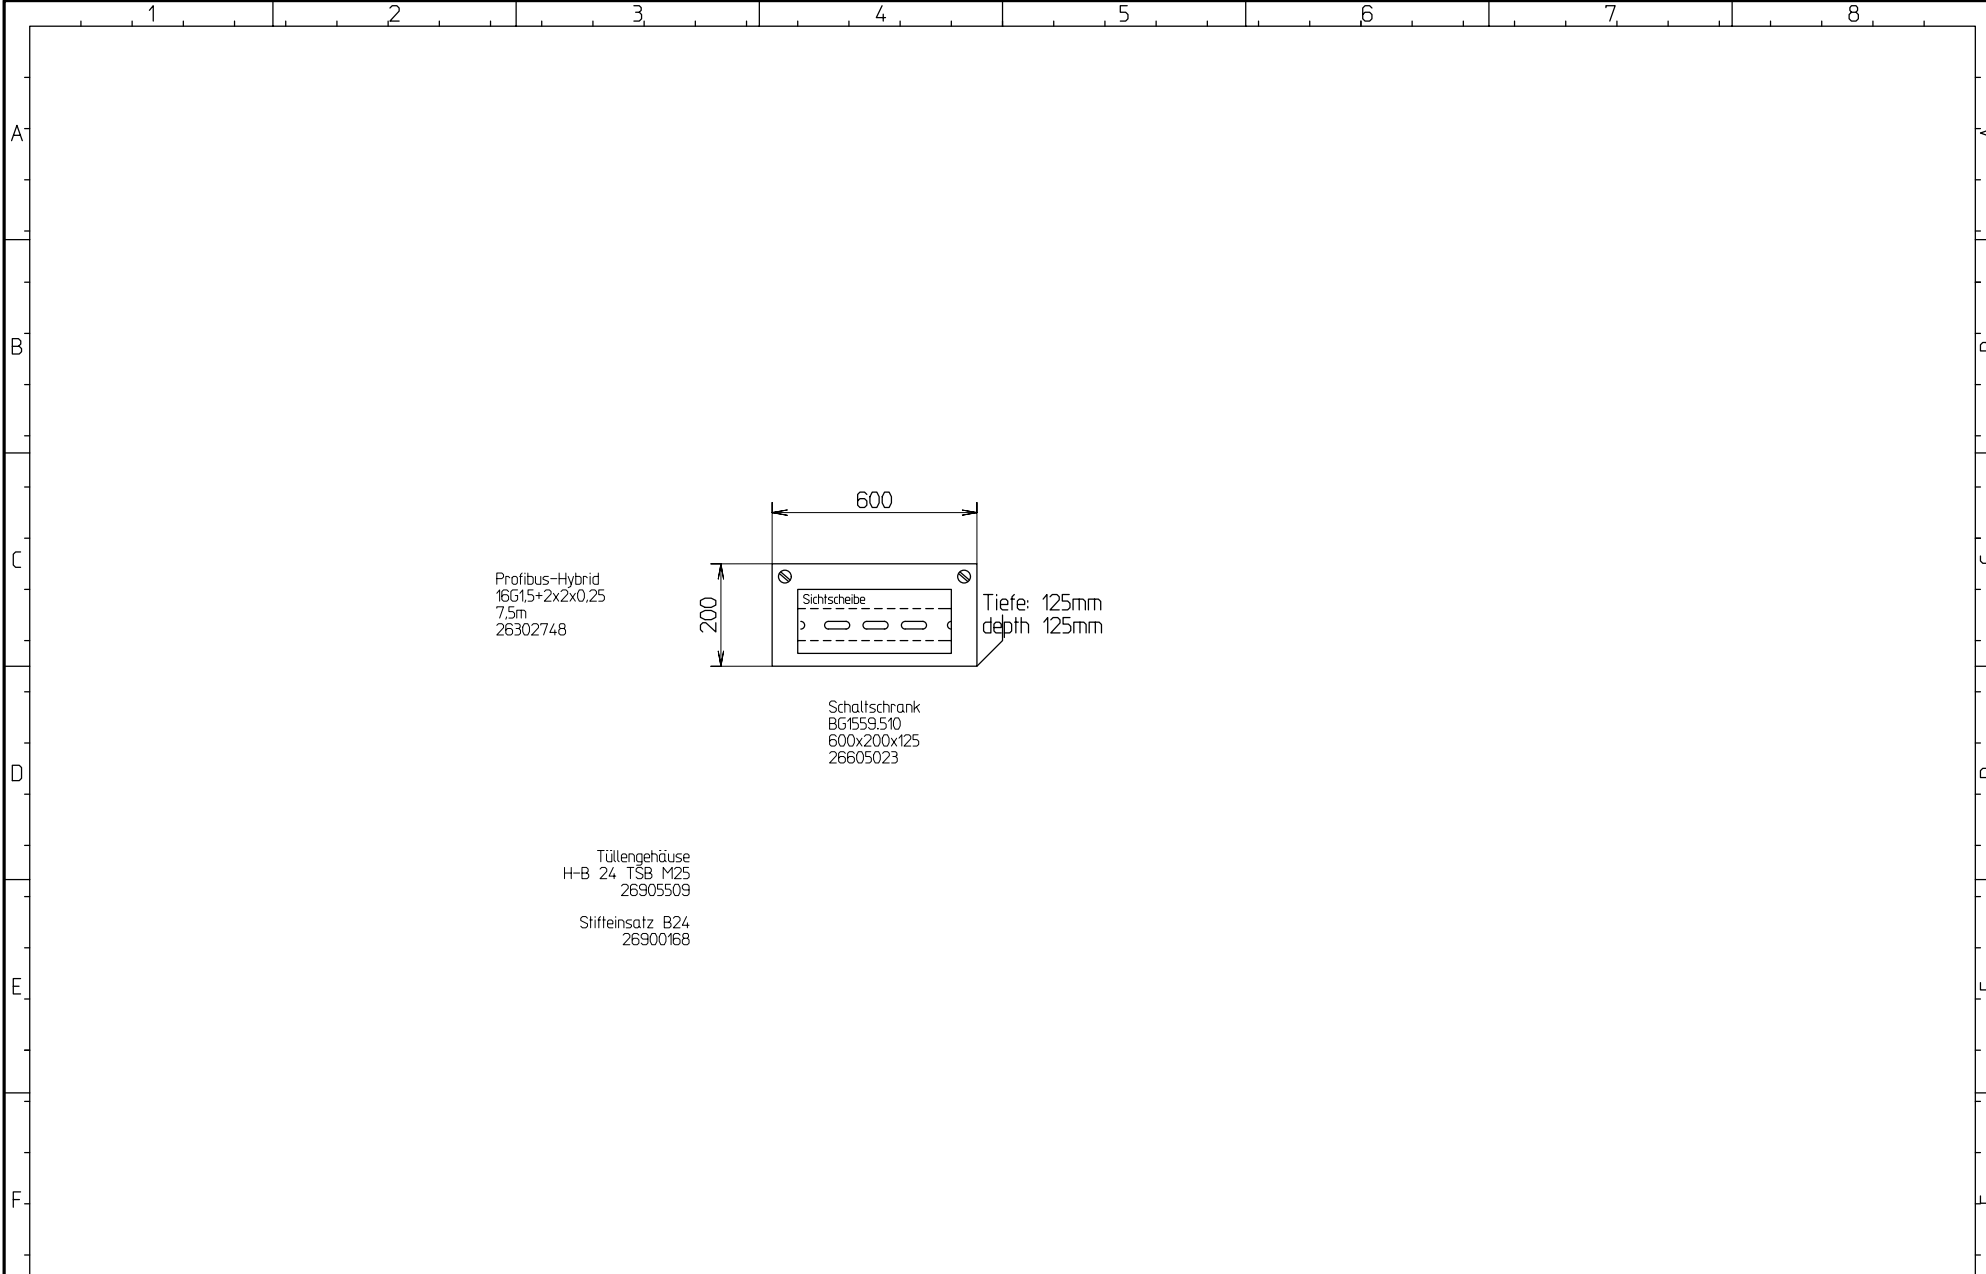 1 2 3 4 5 6 7 8
A
B
C
600
200
Profibus-Hybrid
16G1,5+2x2x0,25
7,5m
26302748
Sichtscheibe
Tiefe: 125mm
depth 125mm
Schaltschrank
BG1559.510
600x200x125
26605023
D
Tüllengehäuse
H-B 24 TSB M25
26905509
Stifteinsatz B24
26900168
E
F